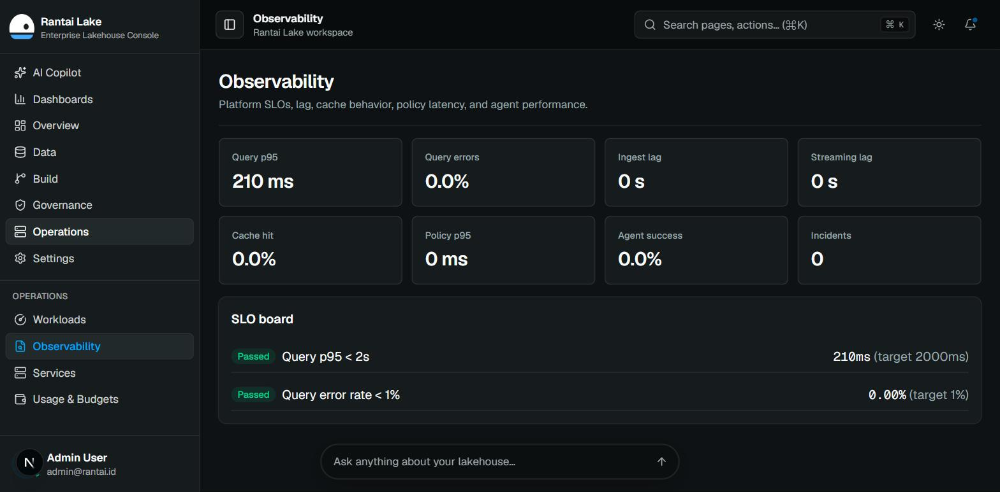 Rantai Lake
Enterprise Lakehouse Console
AI Copilot
Dashboards
Overview
Data
Build
Governance
Operations
Settings
OPERATIONS
Workloads
Observability
Services
Usage & Budgets
N
Admin User
admin@rantai.id
Observability
Rantai Lake workspace
Search pages, actions... (⌘K)
⌘ K
Observability
Platform SLOs, lag, cache behavior, policy latency, and agent performance.
Query p95
210 ms
Query errors
0.0%
Ingest lag
0 s
Streaming lag
0 s
Cache hit
0.0%
Policy p95
0 ms
Agent success
0.0%
Incidents
0
SLO board
Passed Query p95 < 2s 210ms (target 2000ms)
Passed Query error rate < 1% 0.00% (target 1%)
Ask anything about your lakehouse...